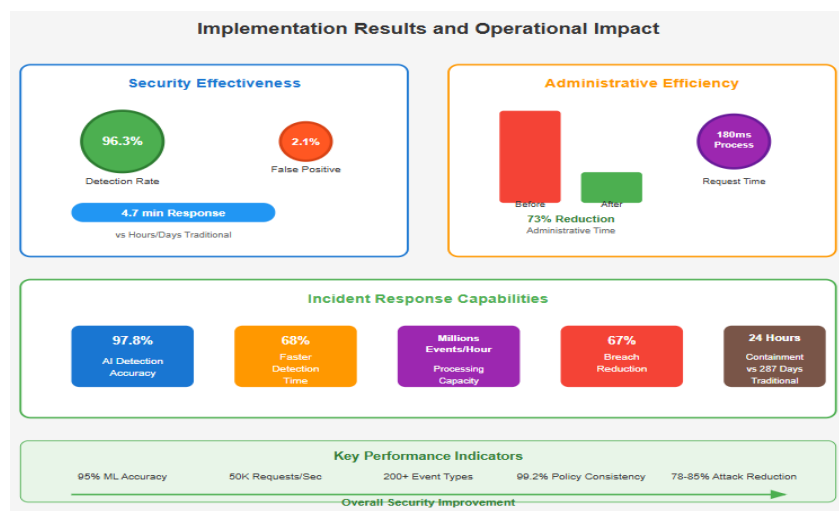 Implementation Results and Operational Impact
Security Effectiveness
96.3%
Detection Rate
2.1%
False Positive
4.7 min Response
vs Hours/Days Traditional
Administrative Efficiency
Before
After
73% Reduction
Administrative Time
180ms
Process
Request Time
Incident Response Capabilities
97.8%
AI Detection
Accuracy
68%
Faster
Detection
Time
Millions
Events/Hour
Processing
Capacity
67%
Breach
Reduction
24 Hours
Containment
vs 287 Days
Traditional
Key Performance Indicators
95% ML Accuracy
50K Requests/Sec
200+ Event Types
99.2% Policy Consistency
78-85% Attack Reduction
Overall Security Improvement